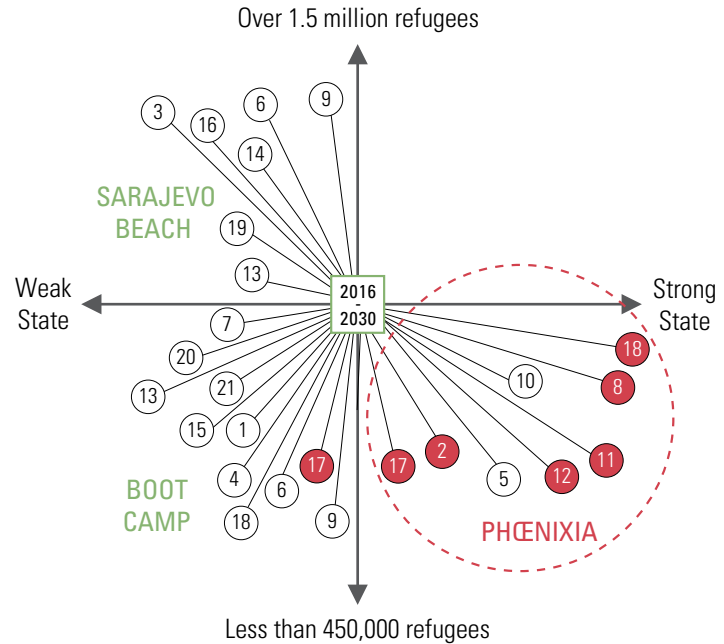 Over 1.5 million refugees
3
16
6
9
14
SARAJEVO
BEACH
19
13
Weak
State
2016
-
2030
Strong
State
7
20
13
21
15
1
4
18
6
17
9
17
2
5
10
12
11
8
18
BOOT
CAMP
PHŒNIXIA
Less than 450,000 refugees